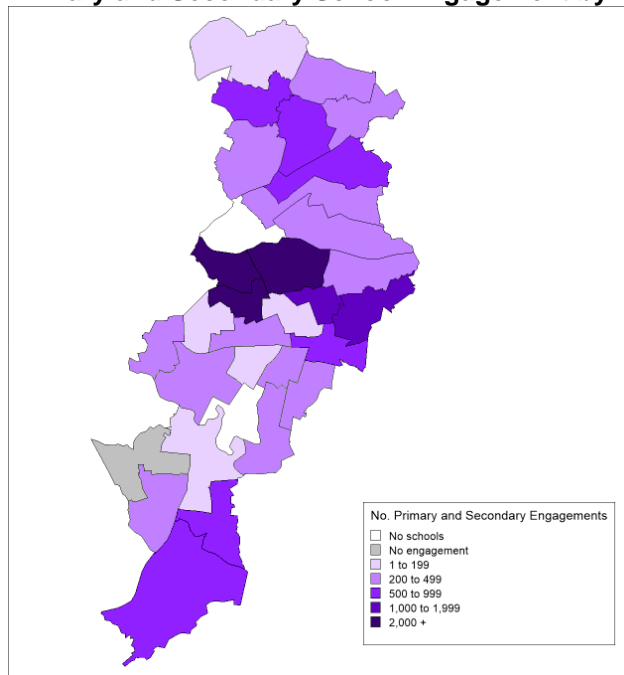 No. Primary and Secondary Engagements
No schools
No engagement
1 to 199
200 to 499
500 to 999
1,000 to 1,999
2,000 +